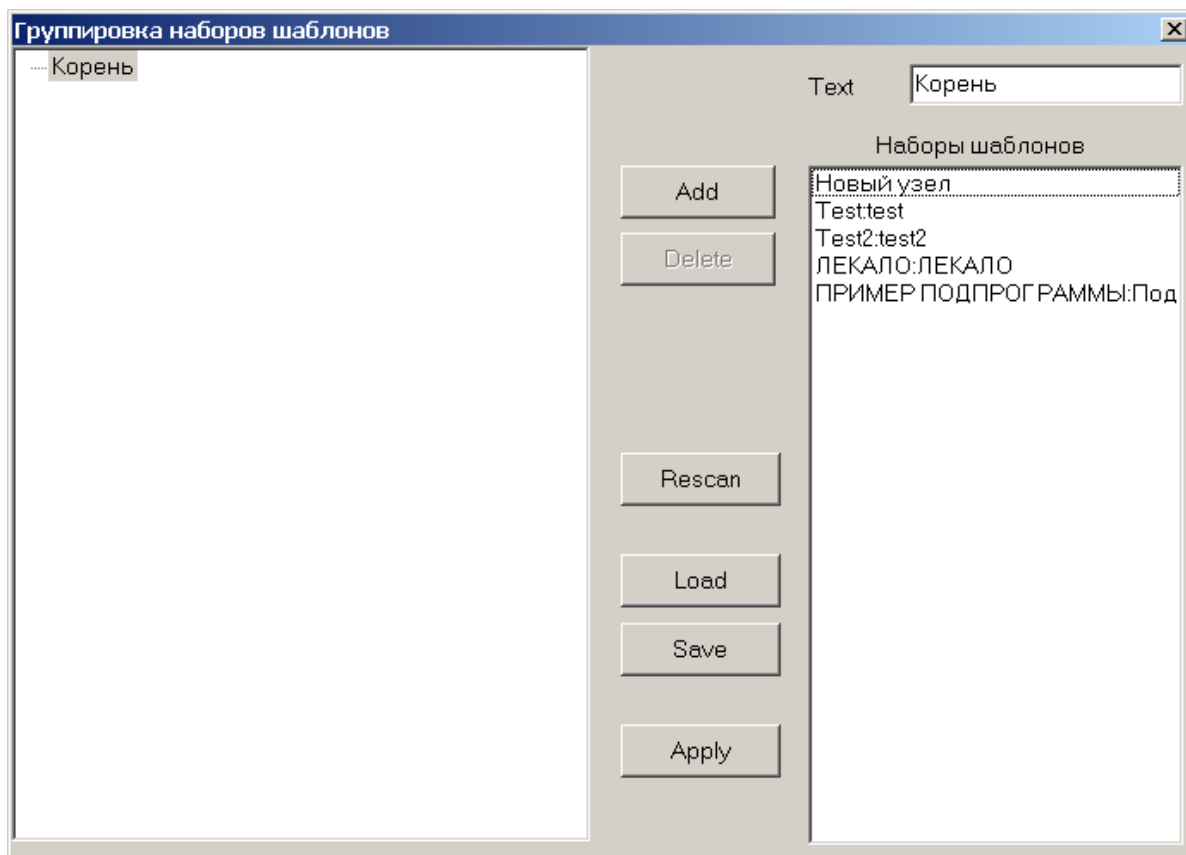 Группировка наборов шаблонов
Корень
Text
Корень
Наборы шаблонов
Add
Delete
Rescan
Load
Save
Apply
Новый узел
Test:test
Test2:test2
ЛЕКАЛО:ЛЕКАЛО
ПРИМЕР ПОДПРОГРАММЫ:Под